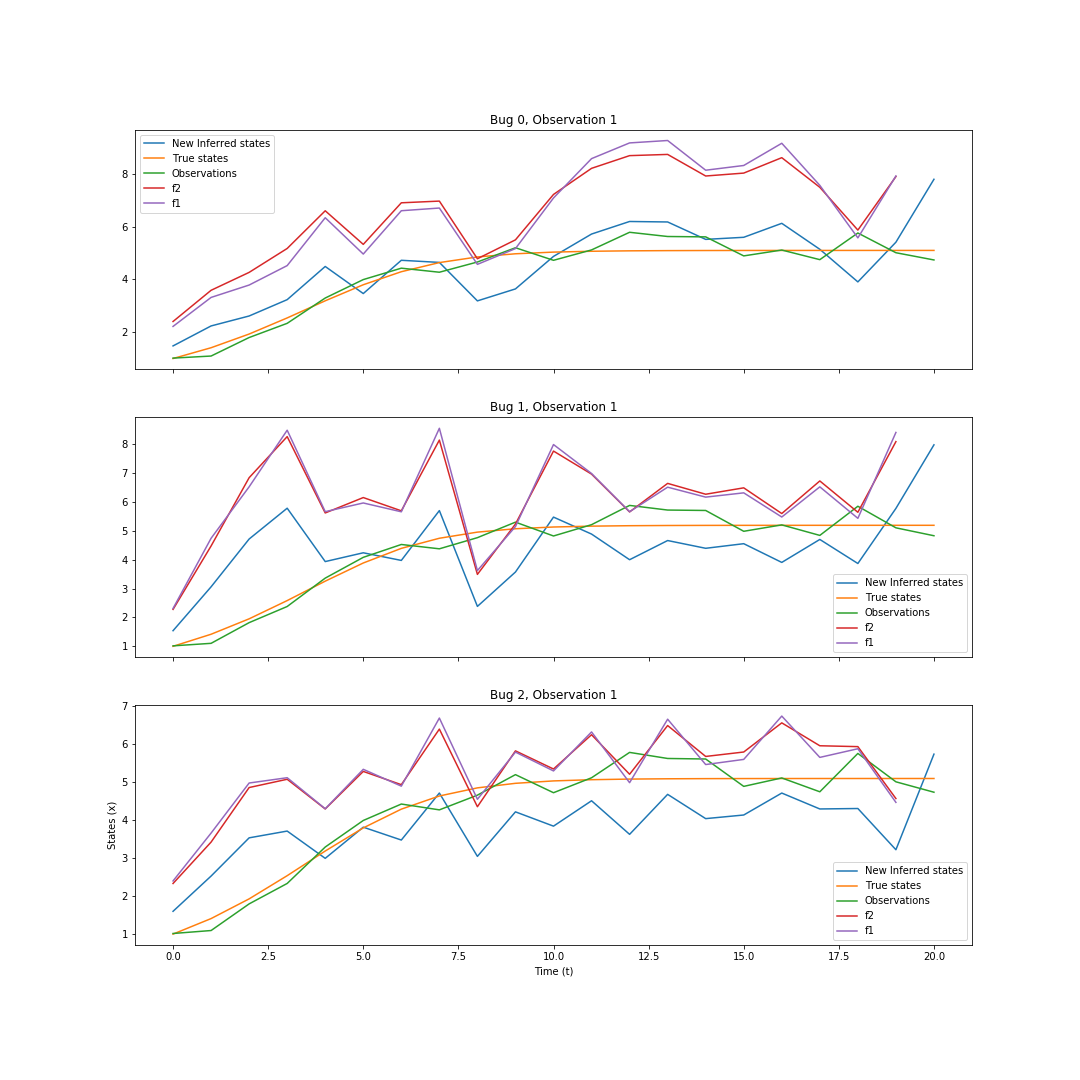 Bug 0, Observation 1
New Inferred states
True states
Observations
f2
f1
8
6
4
2
Bug 1, Observation 1
8
7
6
5
4
3
2
1
New Inferred states
True states
Observations
f2
f1
Bug 2, Observation 1
7
6
5
4
3
2
1
States (x)
New Inferred states
True states
Observations
f2
f1
0.0 2.5 5.0 7.5 10.0 12.5 15.0 17.5 20.0
Time (t)